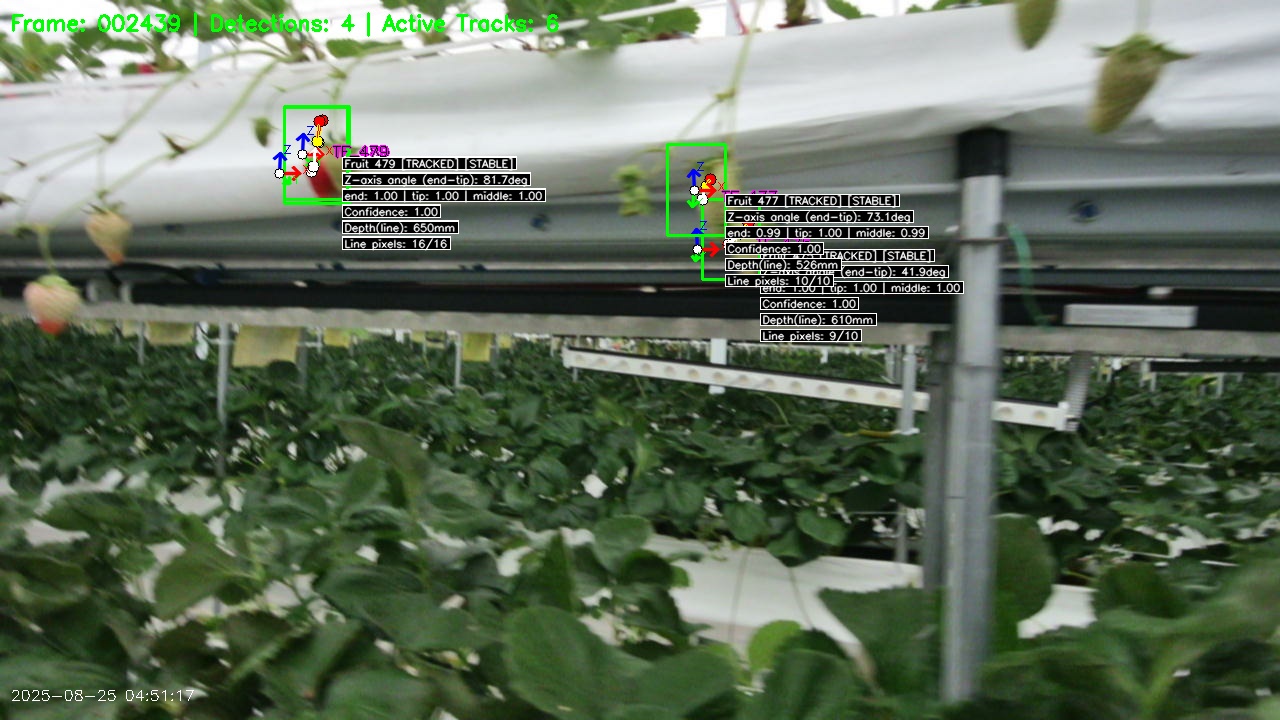 Frame: 002439 | Detections: 4 | Active Tracks: 6
Z
Z
Fruit 479 [TRACKED] [STABLE]
Z-axis angle (end-tip): 81.7deg
end: 1.00 | tip: 1.00 | middle: 1.00
Confidence: 1.00
Depth(line): 650mm
Line pixels: 16/16
Z
Z
Fruit 477 [TRACKED] [STABLE]
Z-axis angle (end-tip): 73.1deg
end: 0.99 | tip: 1.00 | middle: 0.99
Confidence: 1.00
Depth(line): 526mm
Line pixels: 10/10
[TRACKED] [STABLE]
(end-tip): 41.9deg
end: 1.00 | tip: 1.00 | middle: 1.00
Confidence: 1.00
Depth(line): 610mm
Line pixels: 9/10
2025-08-25 04:51:17